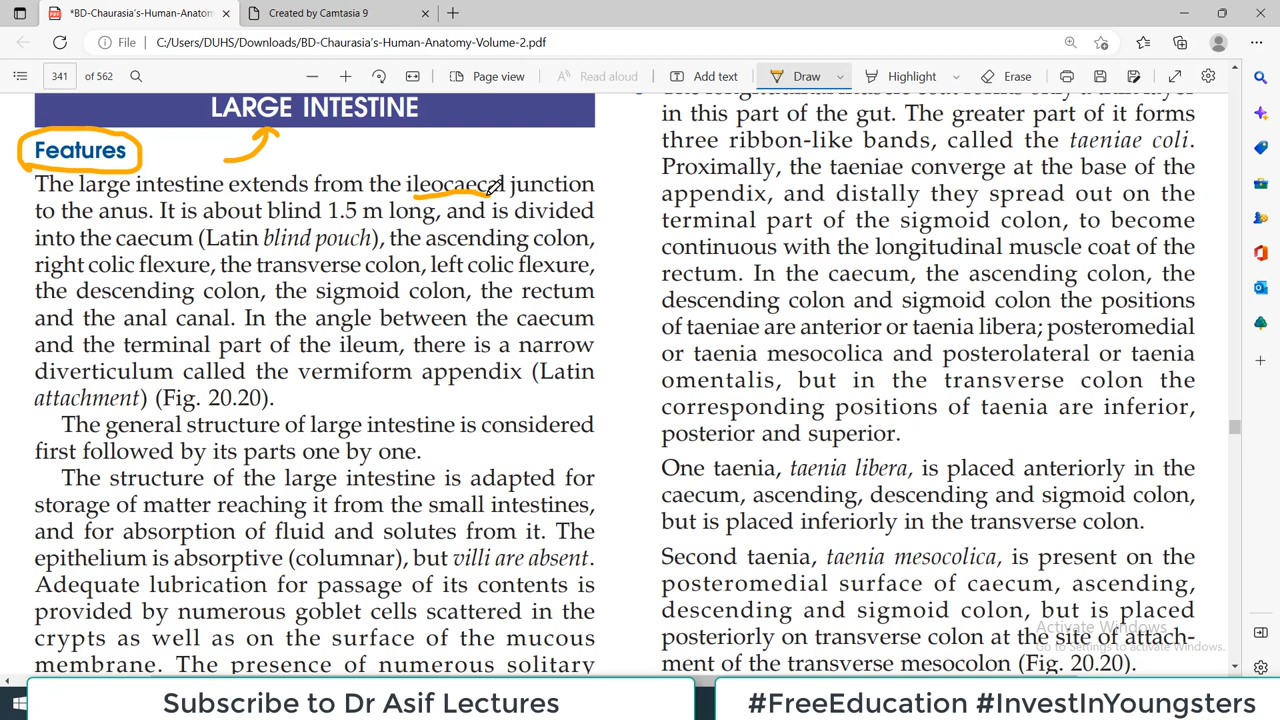 *BD-Chaurasia's-Human-Anatom
Created by Camtasia 9
File
C:/Users/DUHS/Downloads/BD-Chaurasia's-Human-Anatomy-Volume-2.pdf
341 of 562
Page view
Read aloud
Add text
Draw
Highlight
Erase
LARGE INTESTINE
Features
The large intestine extends from the ileocaecal junction
to the anus. It is about blind 1.5 m long, and is divided
into the caecum (Latin blind pouch), the ascending colon,
right colic flexure, the transverse colon, left colic flexure,
the descending colon, the sigmoid colon, the rectum
and the anal canal. In the angle between the caecum
and the terminal part of the ileum, there is a narrow
diverticulum called the vermiform appendix (Latin
attachment) (Fig. 20.20).
The general structure of large intestine is considered
first followed by its parts one by one.
The structure of the large intestine is adapted for
storage of matter reaching it from the small intestines,
and for absorption of fluid and solutes from it. The
epithelium is absorptive (columnar), but villi are absent.
Adequate lubrication for passage of its contents is
provided by numerous goblet cells scattered in the
crypts as well as on the surface of the mucous
membrane. The presence of numerous solitary
in this part of the gut. The greater part of it forms
three ribbon-like bands, called the taeniae coli.
Proximally, the taeniae converge at the base of the
appendix, and distally they spread out on the
terminal part of the sigmoid colon, to become
continuous with the longitudinal muscle coat of the
rectum. In the caecum, the ascending colon, the
descending colon and sigmoid colon the positions
of taeniae are anterior or taenia libera; posteromedial
or taenia mesocolica and posterolateral or taenia
omentalis, but in the transverse colon the
corresponding positions of taenia are inferior,
posterior and superior.
One taenia, taenia libera, is placed anteriorly in the
caecum, ascending, descending and sigmoid colon,
but is placed inferiorly in the transverse colon.
Second taenia, taenia mesocolica, is present on the
posteromedial surface of caecum, ascending,
descending and sigmoid colon, but is placed
posteriorly on transverse colon at the site of attach-
ment of the transverse mesocolon (Fig. 20.20).
Activate Windows
Go to Settings to activate Windows.
Subscribe to Dr Asif Lectures
#FreeEducation #InvestInYoungsters